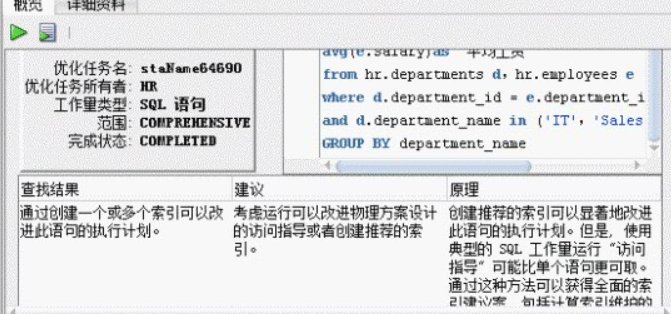 概览 详细资料
优化任务名: staName64690
优化任务所有者: HR
工作量类型: SQL 语句
范围: COMPREHENSIVE
完成状态: COMPLETED
avg(e.salary)as 平均工资
from hr.departments d，hr.employees e
where d.department_id = e.department_i
and d.department_name in ('IT'，'Sales
GROUP BY department_name
查找结果 建议 原理
通过创建一个或多个索引可以改
进此语句的执行计划。
考虑运行可以改进物理方案设计
的访问指导或者创建推荐的索
引。
创建推荐的索引可以显著地改进
此语句的执行计划。但是, 使用
典型的 SQL 工作量运行 "访问
指导" 可能比单个语句更可取。
通过这种方法可以获得全面的索
引建议案, 包括计算索引维护的